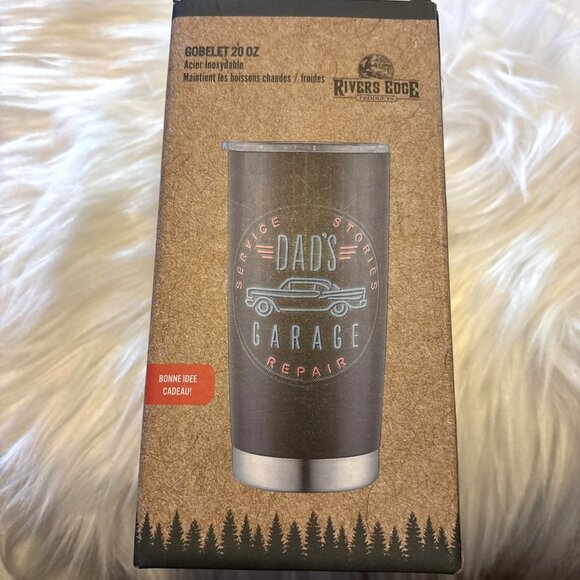 GOBELET 20 OZ
Acier Inoxydable
Maintient les boissons chaudes / froides
RIVERS EDGE
PRODUCTS
SERVICE STORIES
DAD'S
GARAGE
REPAIR
BONNE IDEE
CADEAU!